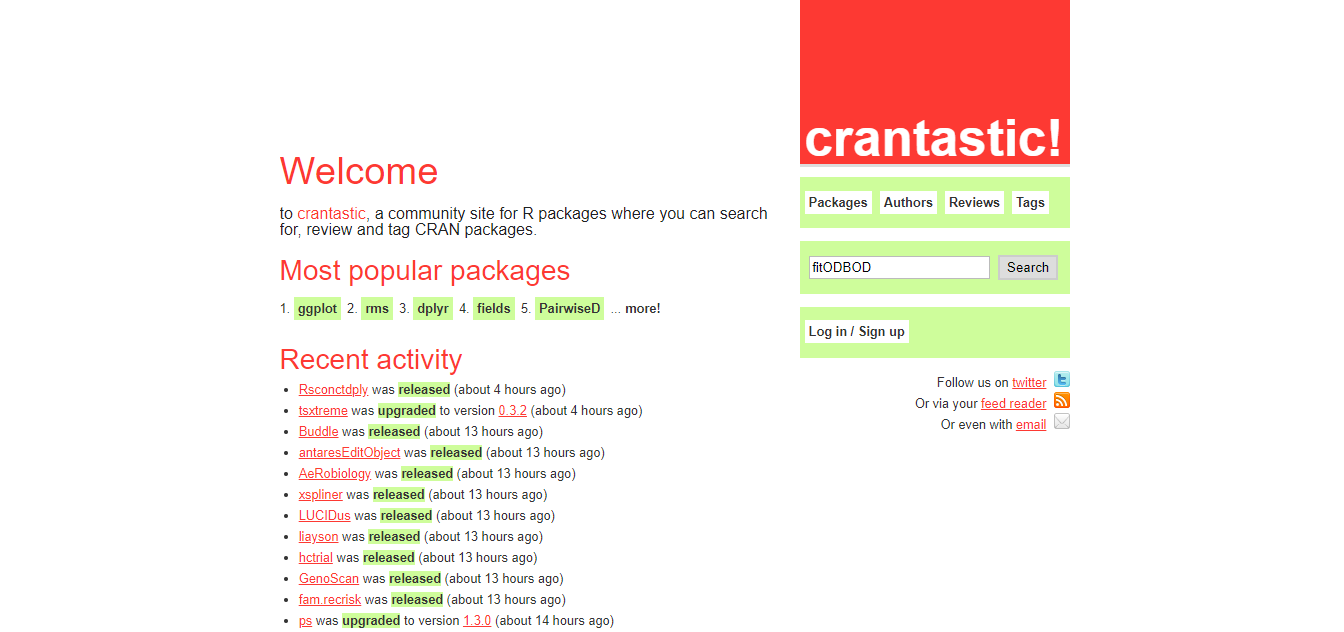 crantastic!
Welcome
to crantastic, a community site for R packages where you can search
for, review and tag CRAN packages.
Most popular packages
1. ggplot 2. rms 3. dplyr 4. fields 5. PairwiseD ... more!
Recent activity
Rsconctdply was released (about 4 hours ago)
tsxtreme was upgraded to version 0.3.2 (about 4 hours ago)
Buddle was released (about 13 hours ago)
antaresEditObject was released (about 13 hours ago)
AeRobiology was released (about 13 hours ago)
xspliner was released (about 13 hours ago)
LUCIDus was released (about 13 hours ago)
liayson was released (about 13 hours ago)
hctrial was released (about 13 hours ago)
GenoScan was released (about 13 hours ago)
fam.recrisk was released (about 13 hours ago)
ps was upgraded to version 1.3.0 (about 14 hours ago)
Packages Authors Reviews Tags
fitODBOD Search
Log in / Sign up
Follow us on twitter
Or via your feed reader
Or even with email